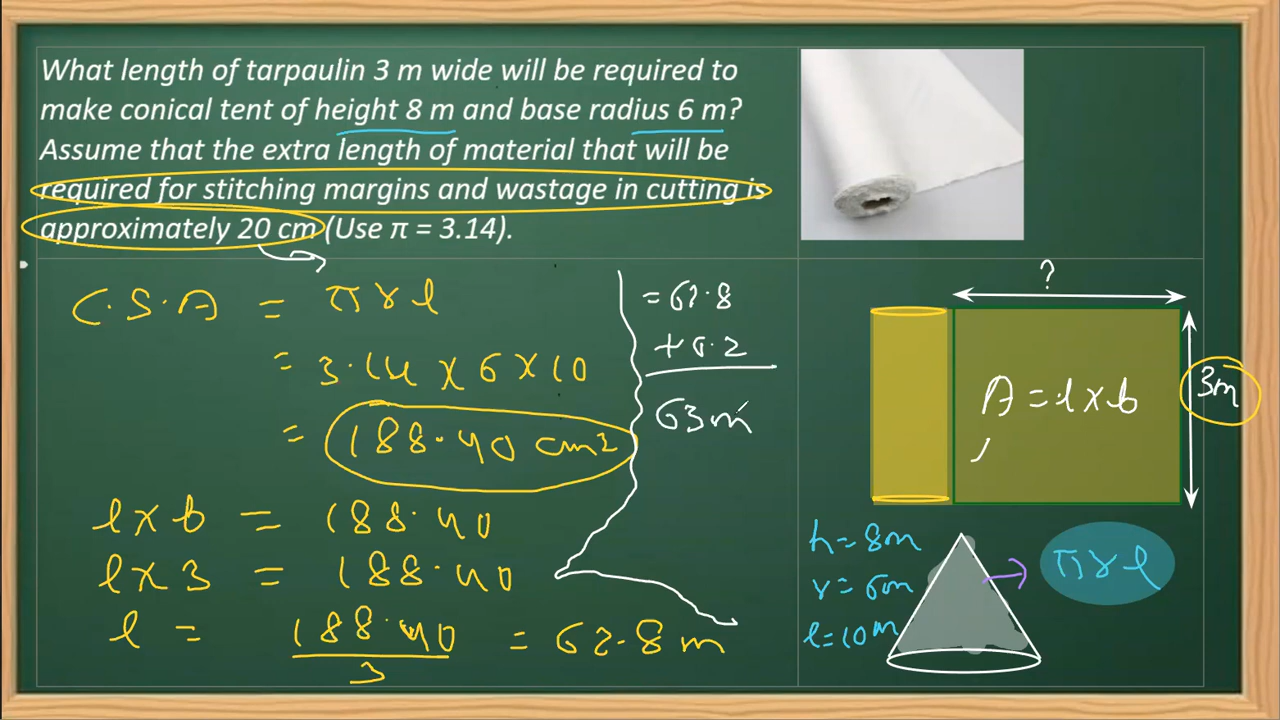 What length of tarpaulin 3 m wide will be required to
make conical tent of height 8 m and base radius 6 m?
Assume that the extra length of material that will be
required for stitching margins and wastage in cutting is
approximately 20 cm (Use π = 3.14).
C.S.A = πrl
= 3.14 x 6 x 10
= 188.40 cm²
l x b = 188.40
l x 3 = 188.40
l = 188.40 / 3 = 62.8 m
= 62.8
+ 0.2
63m
?
3m
A = l x b
h = 8m
r = 6m
l = 10m
πrl